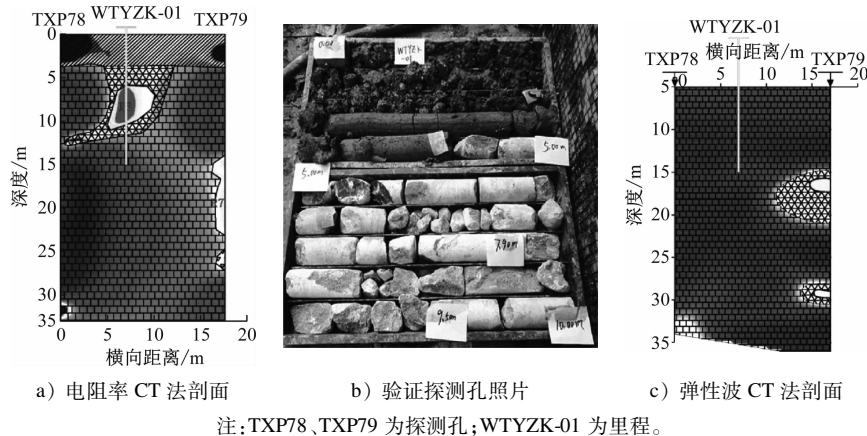 TXP78 WTYZK-01 TXP79
0
5
10
15
20
25
30
33
深度/m
0 5 10 15 20
横向距离/m
a）电阻率 CT 法剖面
WTYZK
-01
5.00m
5.00m
7.90m
9.50m
10.00m
b）验证探测孔照片
WTYZK-01
TXP78 横向距离/m TXP79
0 5 10 15 20
5
10
15
20
25
30
35
深度/m
c）弹性波 CT 法剖面
注:TXP78、TXP79 为探测孔;WTYZK-01 为里程。